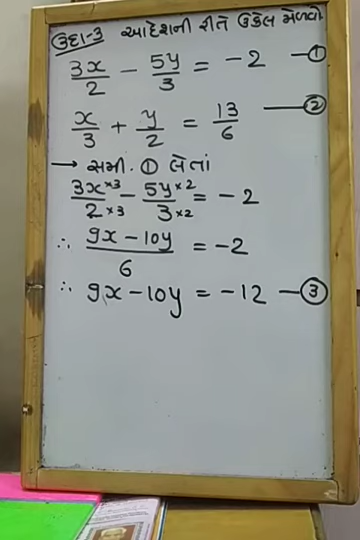 ઉદા-3 આદેશની રીતે ઉકેલ મેળવો.
3x/2 - 5y/3 = -2 —①
x/3 + y/2 = 13/6 —②
→ સમી. ① લેતાં
3x×3/2×3 - 5y×2/3×2 = -2
∴ 9x-10y/6 = -2
∴ 9x-10y = -12 —③